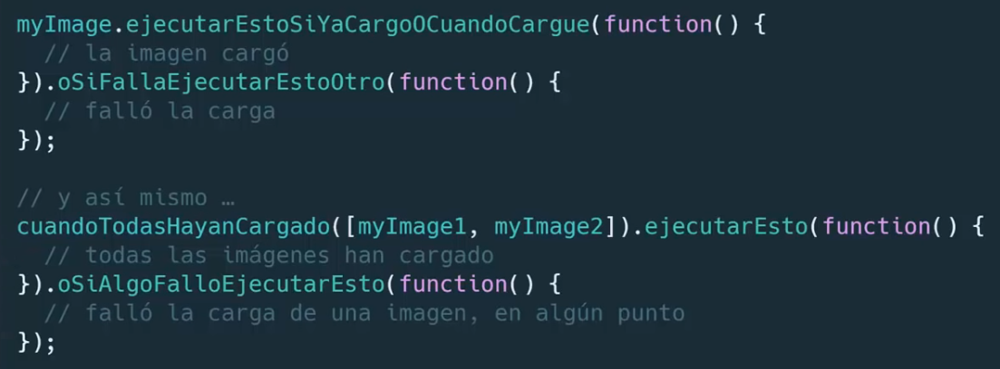 myImage.ejecutarEstoSiYaCargoOCuandoCargue(function() {
  // la imagen cargó
}).oSiFallaEjecutarEstoOtro(function() {
  // falló la carga
});

// y así mismo …
cuandoTodasHayanCargado([myImage1, myImage2]).ejecutarEsto(function() {
  // todas las imágenes han cargado
}).oSiAlgoFalloEjecutarEsto(function() {
  // falló la carga de una imagen, en algún punto
});